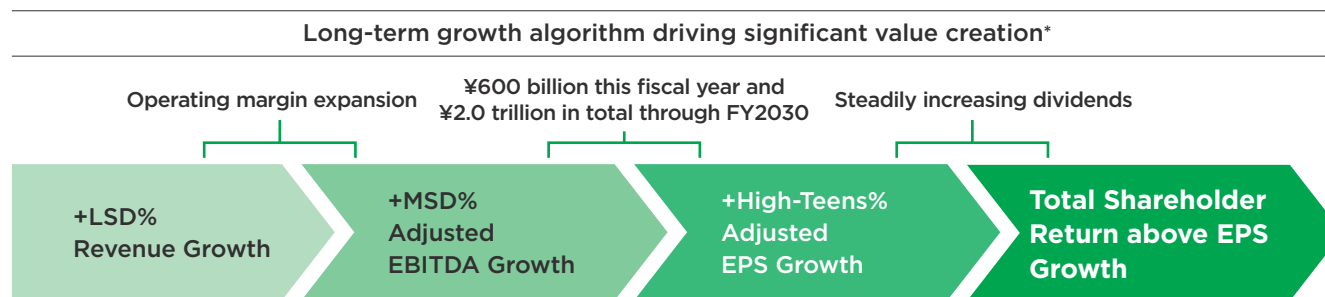 Long-term growth algorithm driving significant value creation*
Operating margin expansion
¥600 billion this fiscal year and
¥2.0 trillion in total through FY2030
Steadily increasing dividends
+LSD%
Revenue Growth
+MSD%
Adjusted
EBITDA Growth
+High-Teens%
Adjusted
EPS Growth
Total Shareholder
Return above EPS
Growth